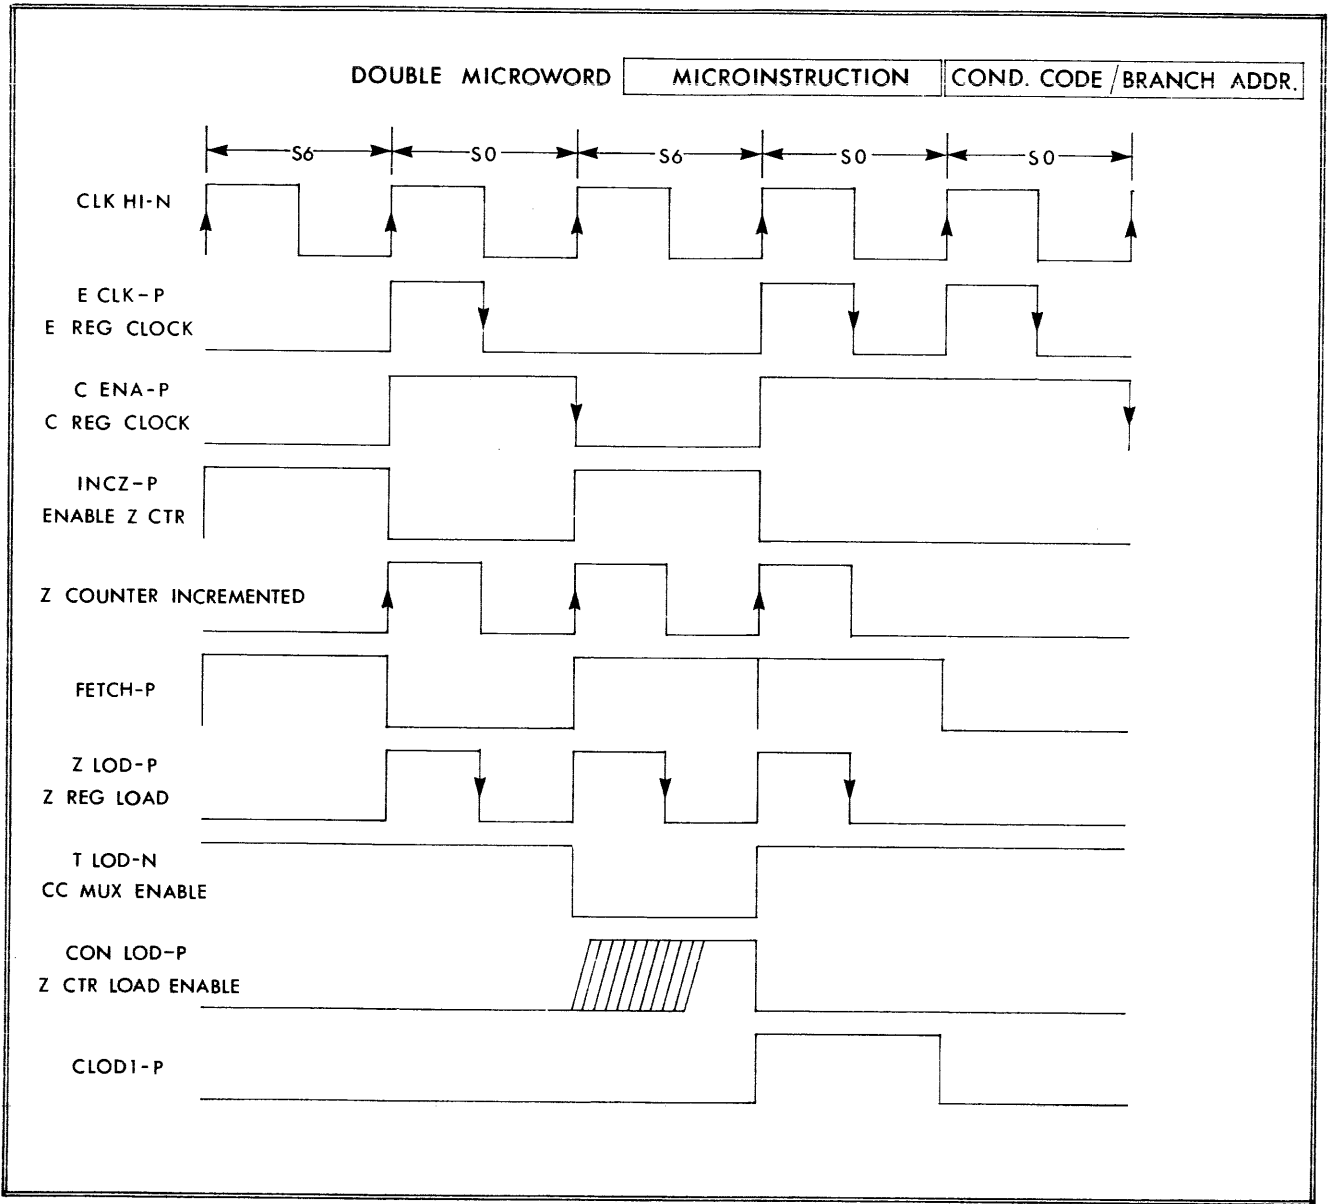 DOUBLE MICROWORD MICROINSTRUCTION COND. CODE / BRANCH ADDR.
S6 S0 S6 S0 S0
CLK HI-N
E CLK-P
E REG CLOCK
C ENA-P
C REG CLOCK
INCZ-P
ENABLE Z CTR
Z COUNTER INCREMENTED
FETCH-P
Z LOD-P
Z REG LOAD
T LOD-N
CC MUX ENABLE
CON LOD-P
Z CTR LOAD ENABLE
CLOD1-P